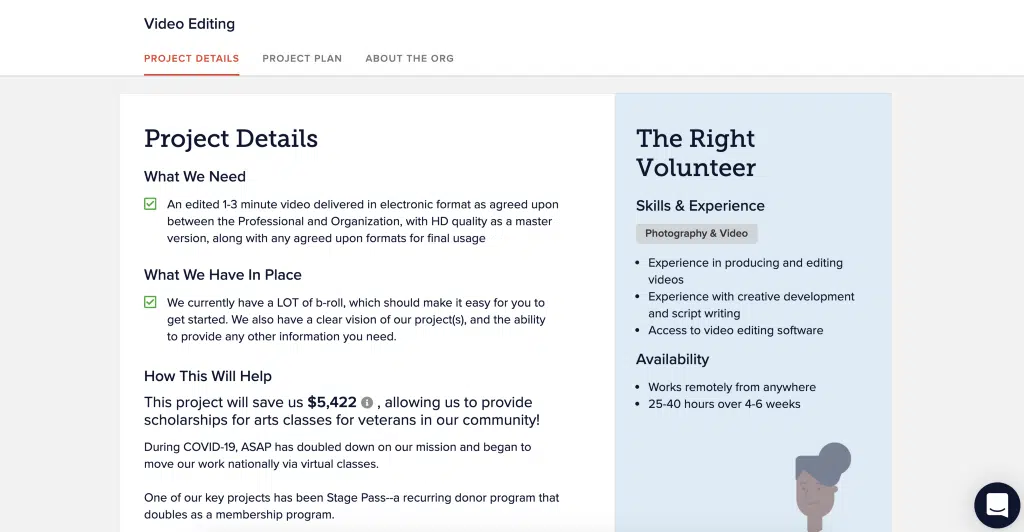 Video Editing
PROJECT DETAILS PROJECT PLAN ABOUT THE ORG
Project Details
What We Need
An edited 1-3 minute video delivered in electronic format as agreed upon
between the Professional and Organization, with HD quality as a master
version, along with any agreed upon formats for final usage
What We Have In Place
We currently have a LOT of b-roll, which should make it easy for you to
get started. We also have a clear vision of our project(s), and the ability
to provide any other information you need.
How This Will Help
This project will save us $5,422 i , allowing us to provide
scholarships for arts classes for veterans in our community!
During COVID-19, ASAP has doubled down on our mission and began to
move our work nationally via virtual classes.
One of our key projects has been Stage Pass--a recurring donor program that
doubles as a membership program.
The Right
Volunteer
Skills & Experience
Photography & Video
• Experience in producing and editing
videos
• Experience with creative development
and script writing
• Access to video editing software
Availability
• Works remotely from anywhere
• 25-40 hours over 4-6 weeks